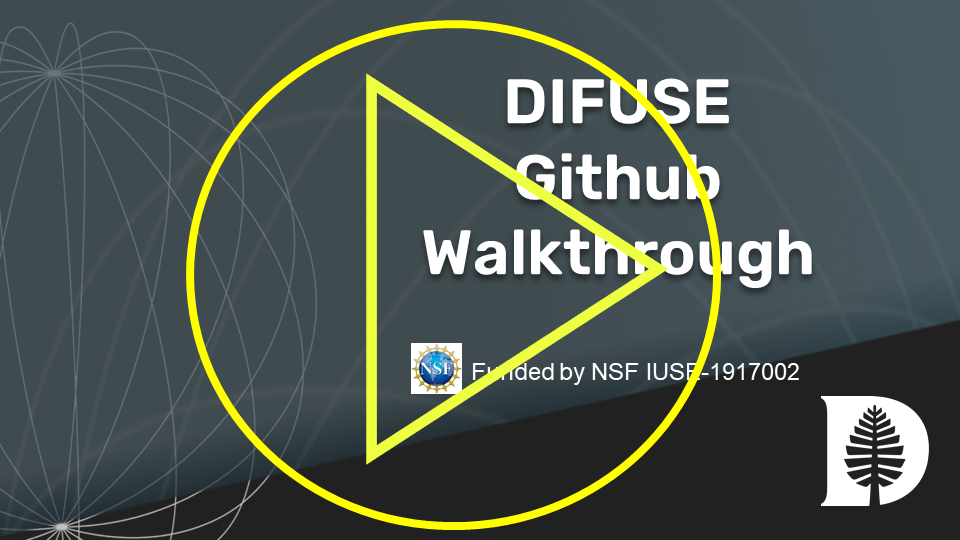 DIFUSE
Github
Walkthrough
NSF
Funded by NSF IUSE-1917002